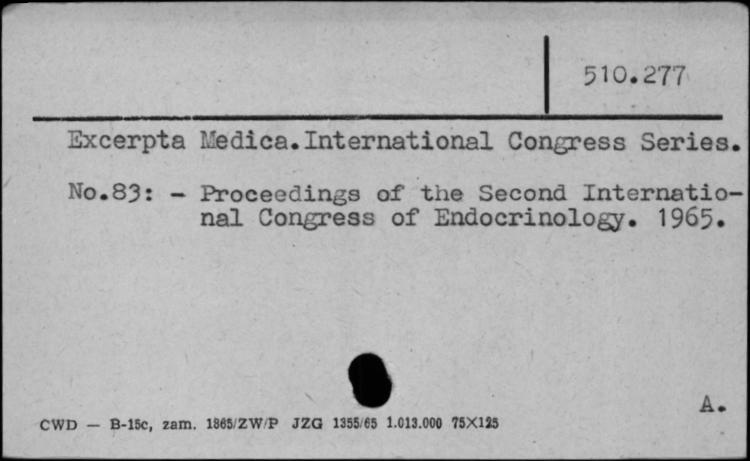 510.277
Excerpta Medica.International Congress Series.
No.83: - Proceedings of the Second Internatio-
nal Congress of Endocrinology. 1965.
A.
CWD — B-15c, zam. 1865/ZW/P JZG 1355/65 1.013.000 75X125